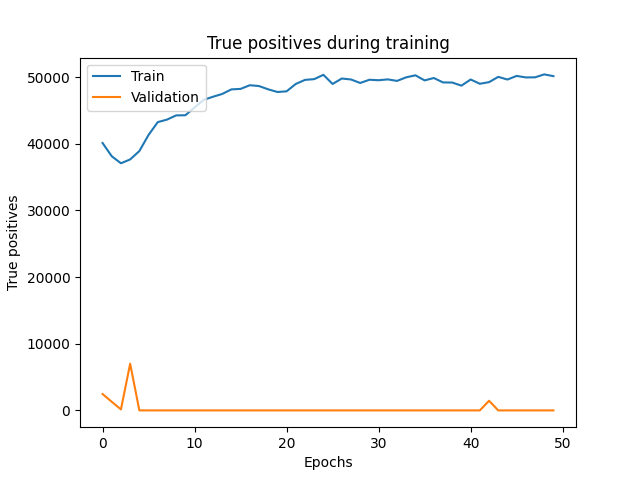 True positives during training
Train
Validation
True positives
50000
40000
30000
20000
10000
0
0 10 20 30 40 50
Epochs